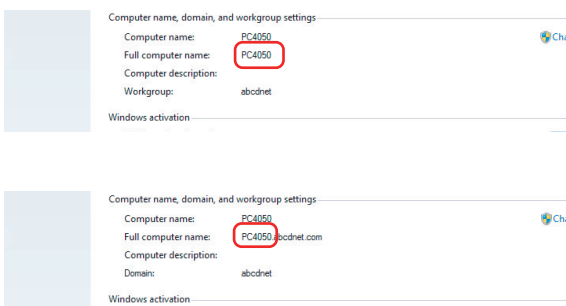 Computer name, domain, and workgroup settings
Computer name: PC4050
Full computer name: PC4050
Computer description:
Workgroup: abcdnet
Windows activation
Computer name, domain, and workgroup settings
Computer name: PC4050
Full computer name: PC4050.abcdnet.com
Computer description:
Domain: abcdnet
Windows activation